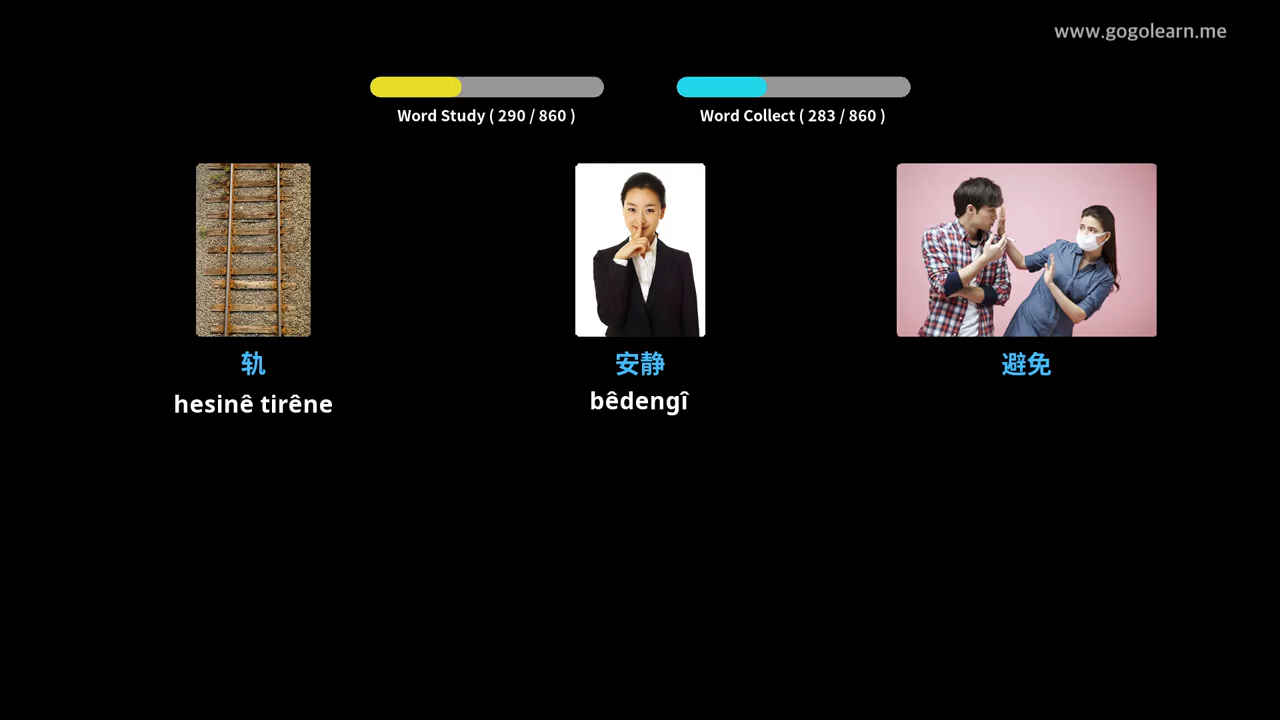 www.gogolearn.me
Word Study ( 290 / 860 )
Word Collect ( 283 / 860 )
轨
安静
避免
hesinê tirêne
bêdengî